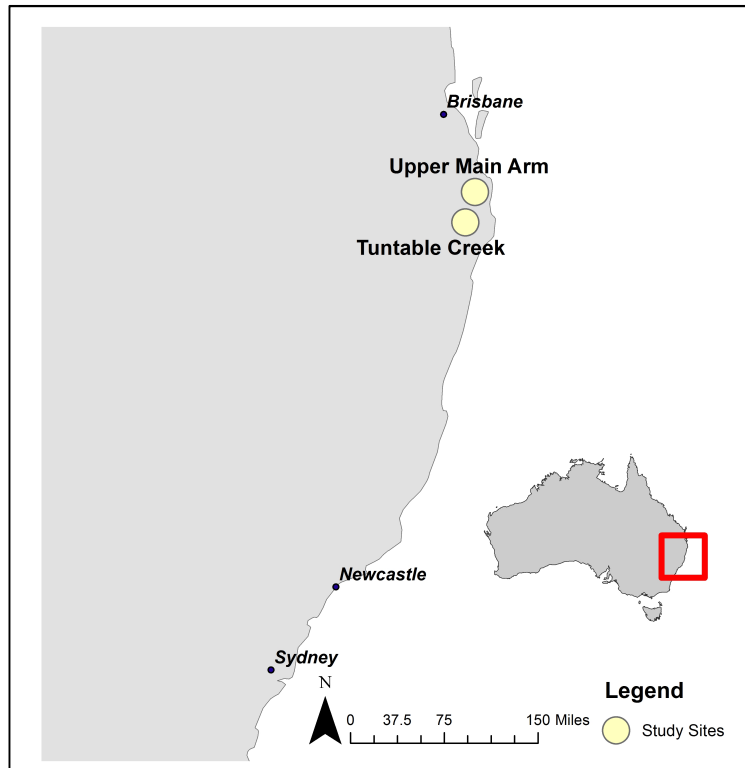 Brisbane
Upper Main Arm
Tuntable Creek
Newcastle
Sydney
N
0 37.5 75 150 Miles
Legend
Study Sites